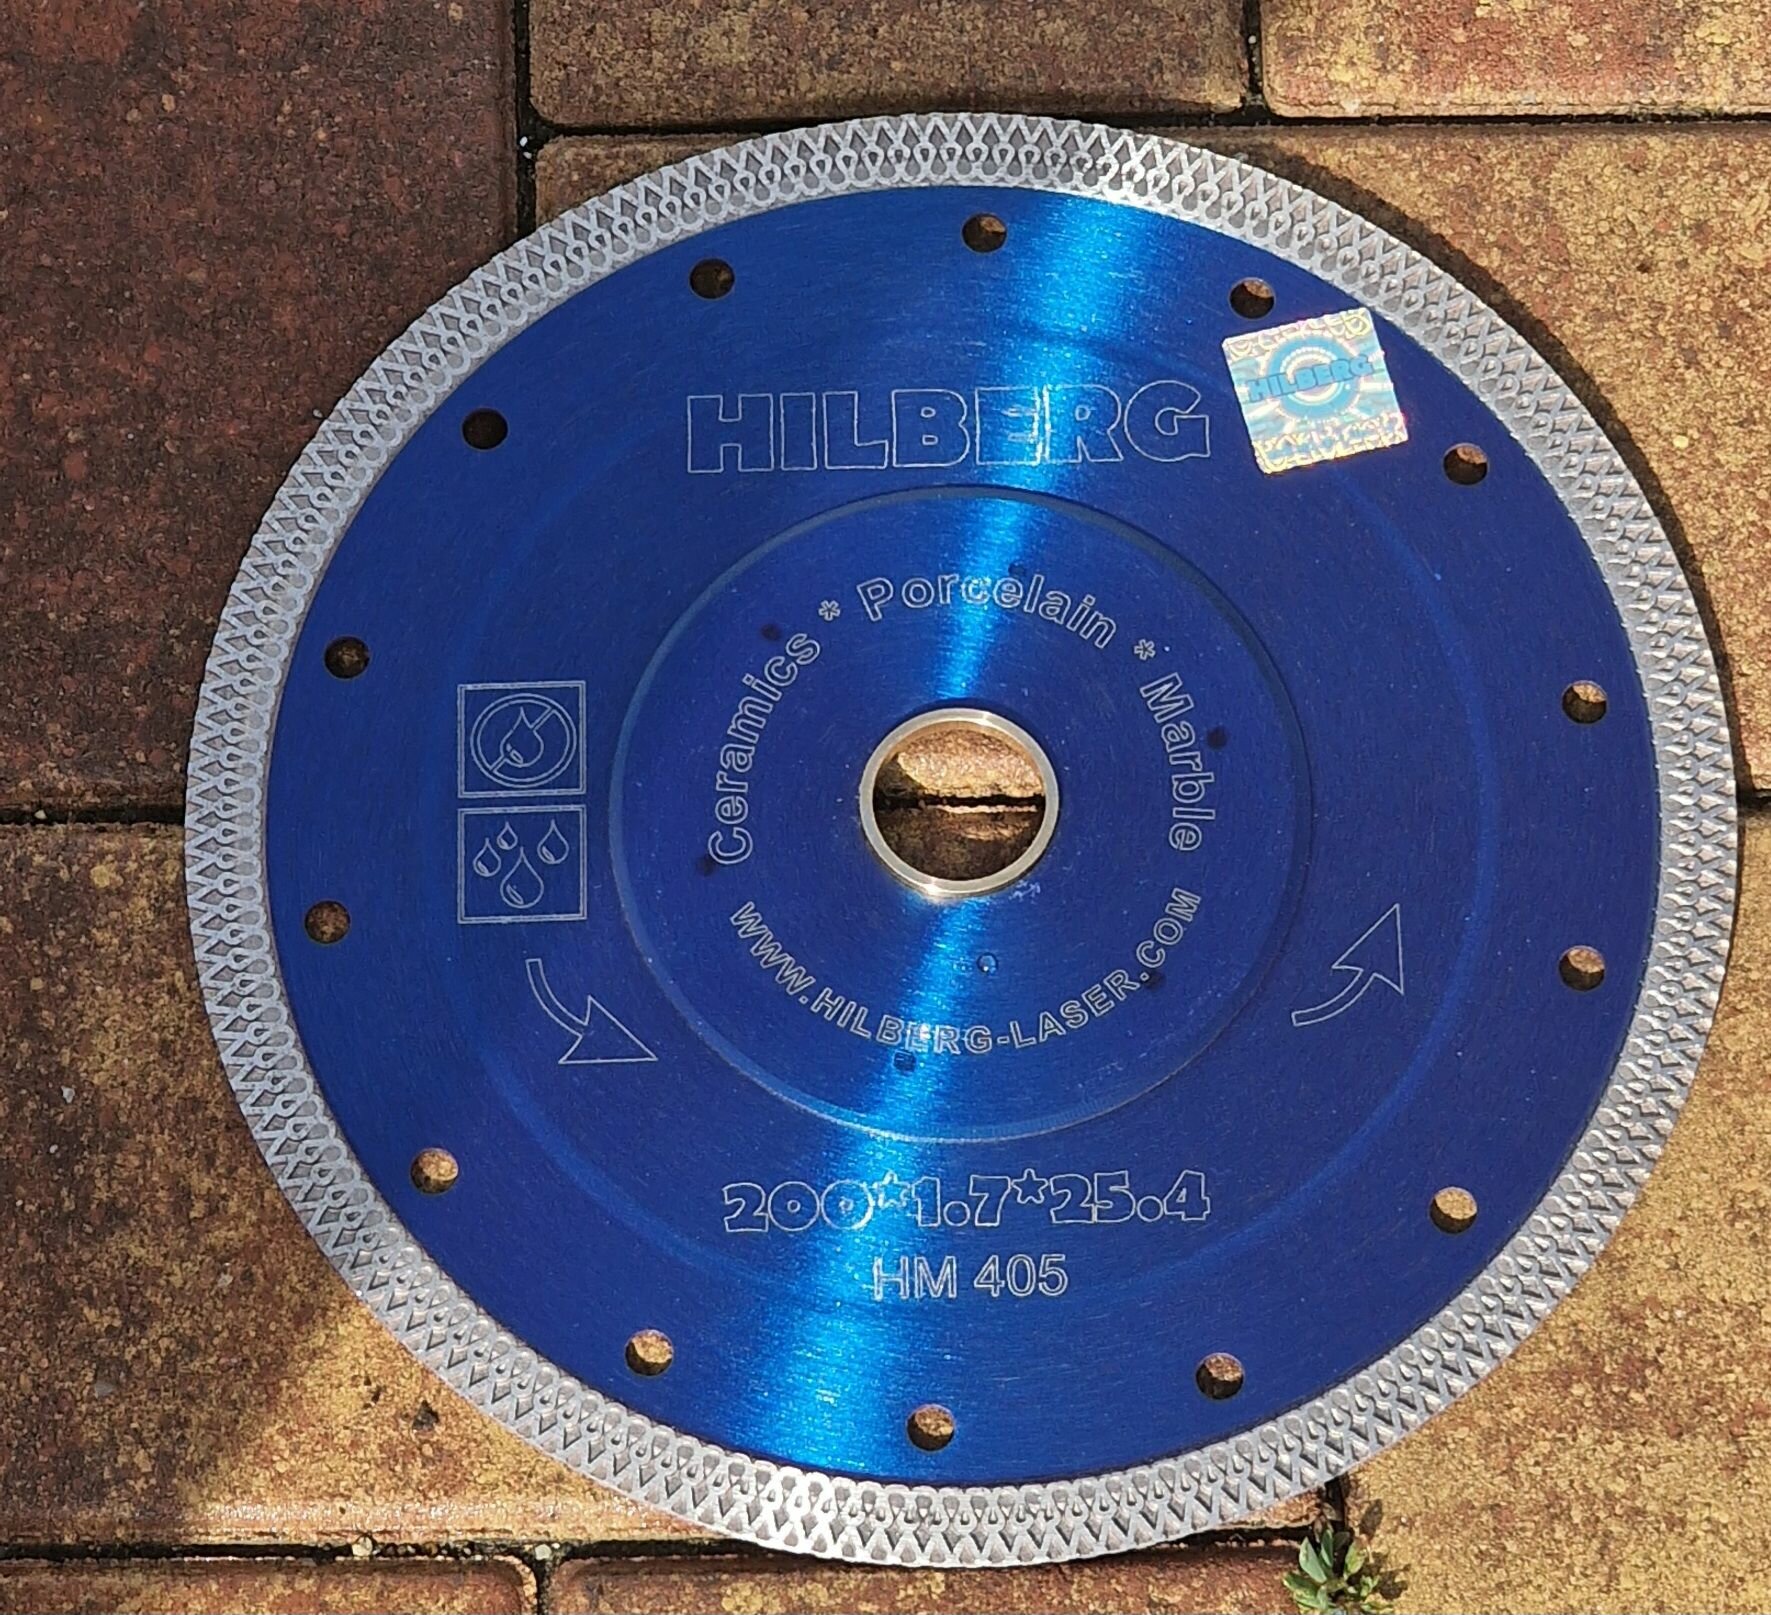 HILBERG
HILBERG
Ceramics * Porcelain * Marble
WWW.HILBERG-LASER.COM
200*1.7*25.4
HM 405